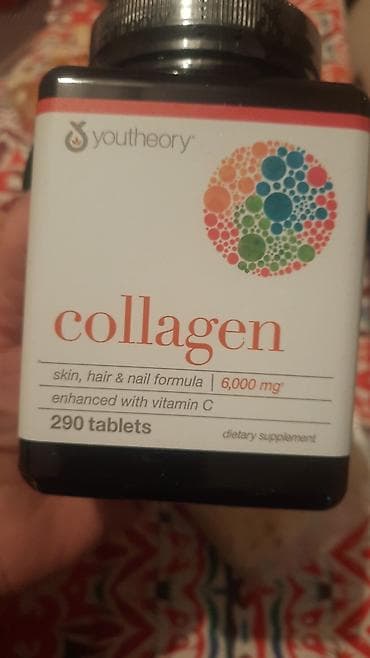 youtheory
collagen
skin, hair & nail formula | 6,000 mg
enhanced with vitamin C
290 tablets
dietary supplement